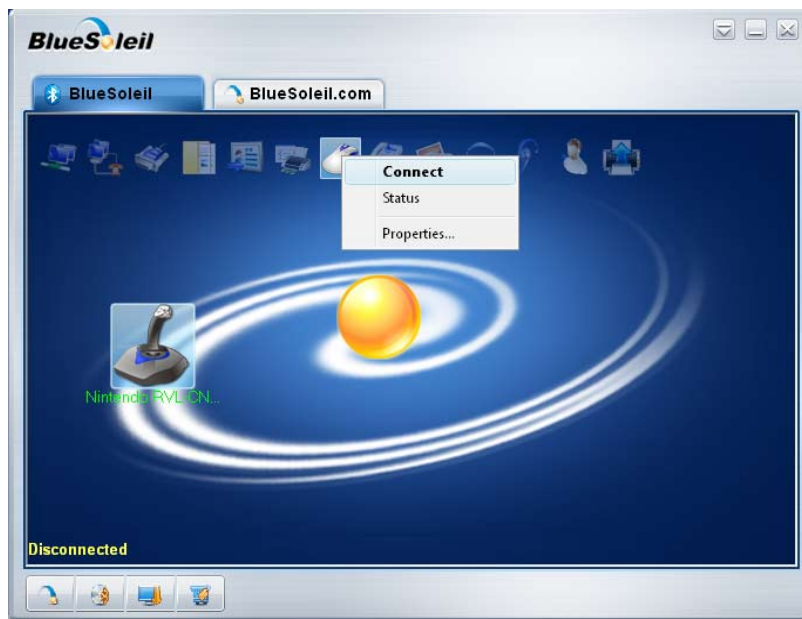 BlueSoleil
BlueSoleil
BlueSoleil.com
Connect
Status
Properties...
Nintendo RVL-CN...
Disconnected